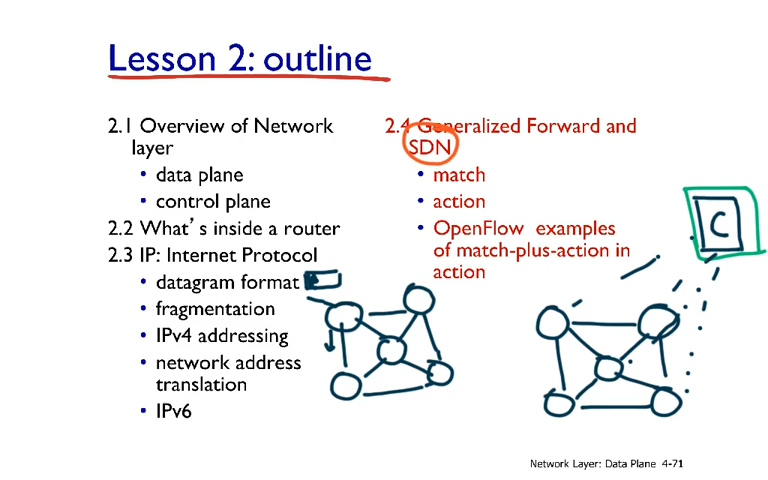 Lesson 2: outline
2.1 Overview of Network
layer
• data plane
• control plane
2.2 What's inside a router
2.3 IP: Internet Protocol
• datagram format
• fragmentation
• IPv4 addressing
• network address
translation
• IPv6
2.4 Generalized Forward and
SDN
• match
• action
• OpenFlow examples
of match-plus-action in
action
C
Network Layer: Data Plane 4-71